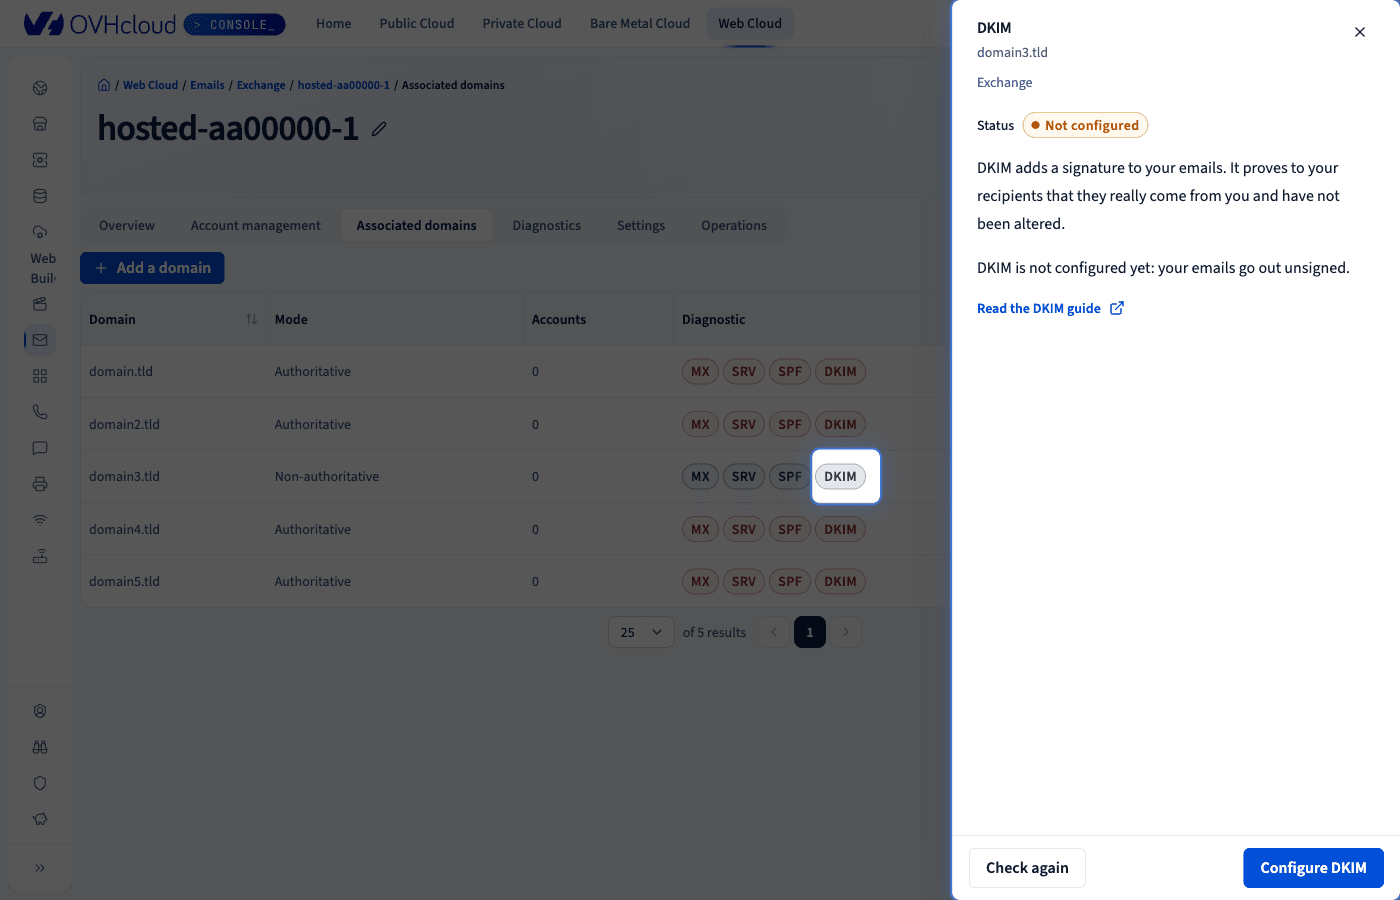 OVHcloud > CONSOLE_ Home Public Cloud Private Cloud Bare Metal Cloud Web Cloud
/ Web Cloud / Emails / Exchange / hosted-aa00000-1 / Associated domains
hosted-aa00000-1
Overview Account management Associated domains Diagnostics Settings Operations
Web
Buil
+ Add a domain
Domain Mode Accounts Diagnostic
domain.tld Authoritative 0 MX SRV SPF DKIM
domain2.tld Authoritative 0 MX SRV SPF DKIM
domain3.tld Non-authoritative 0 MX SRV SPF DKIM
domain4.tld Authoritative 0 MX SRV SPF DKIM
domain5.tld Authoritative 0 MX SRV SPF DKIM
25 of 5 results 1
DKIM
domain3.tld
Exchange
Status Not configured
DKIM adds a signature to your emails. It proves to your
recipients that they really come from you and have not
been altered.
DKIM is not configured yet: your emails go out unsigned.
Read the DKIM guide
Check again Configure DKIM